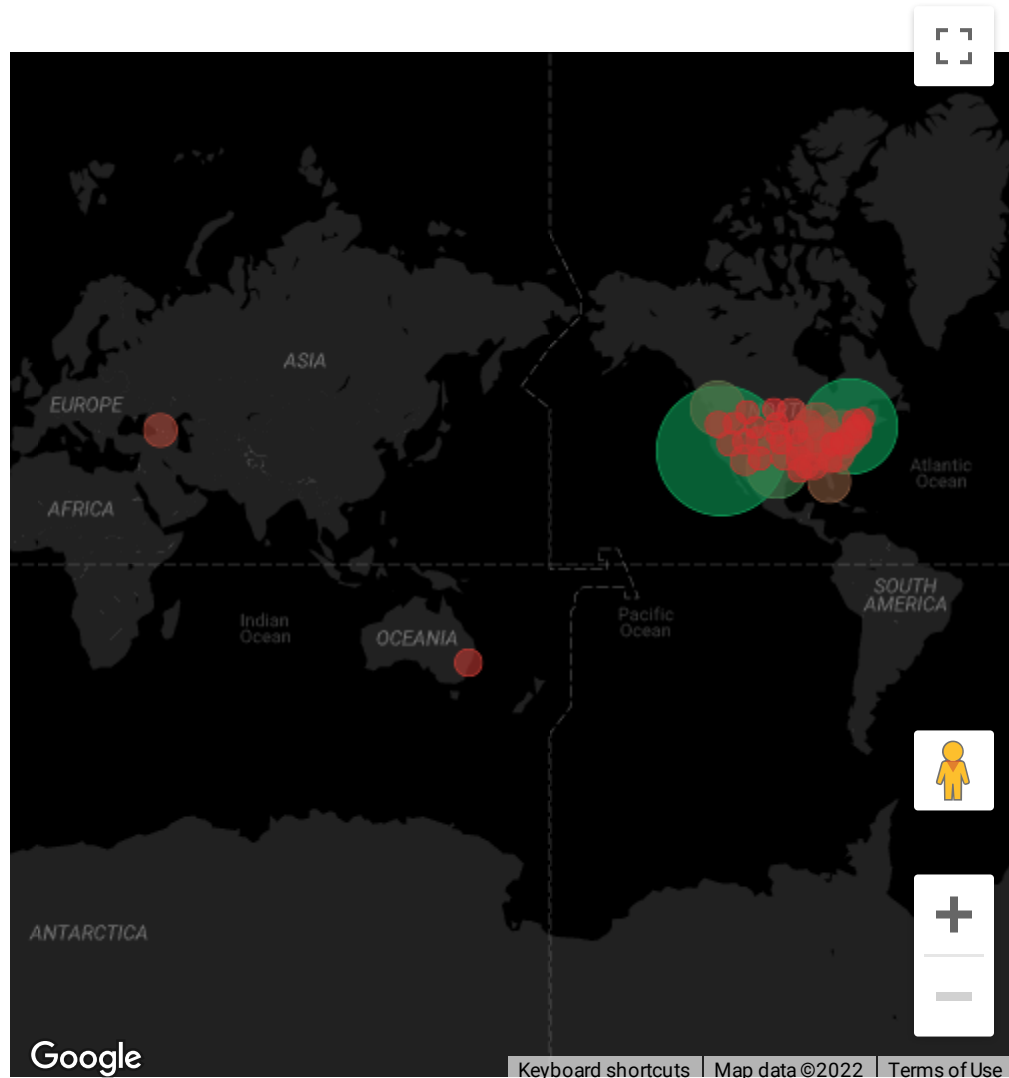 ASIA
EUROPE
NORT
Atlantic
Ocean
AFRICA
SOUTH
AMERICA
Indian
Ocean
OCEANIA
Pacific
Ocean
ANTARCTICA
Google
Keyboard shortcuts
Map data ©2022
Terms of Use